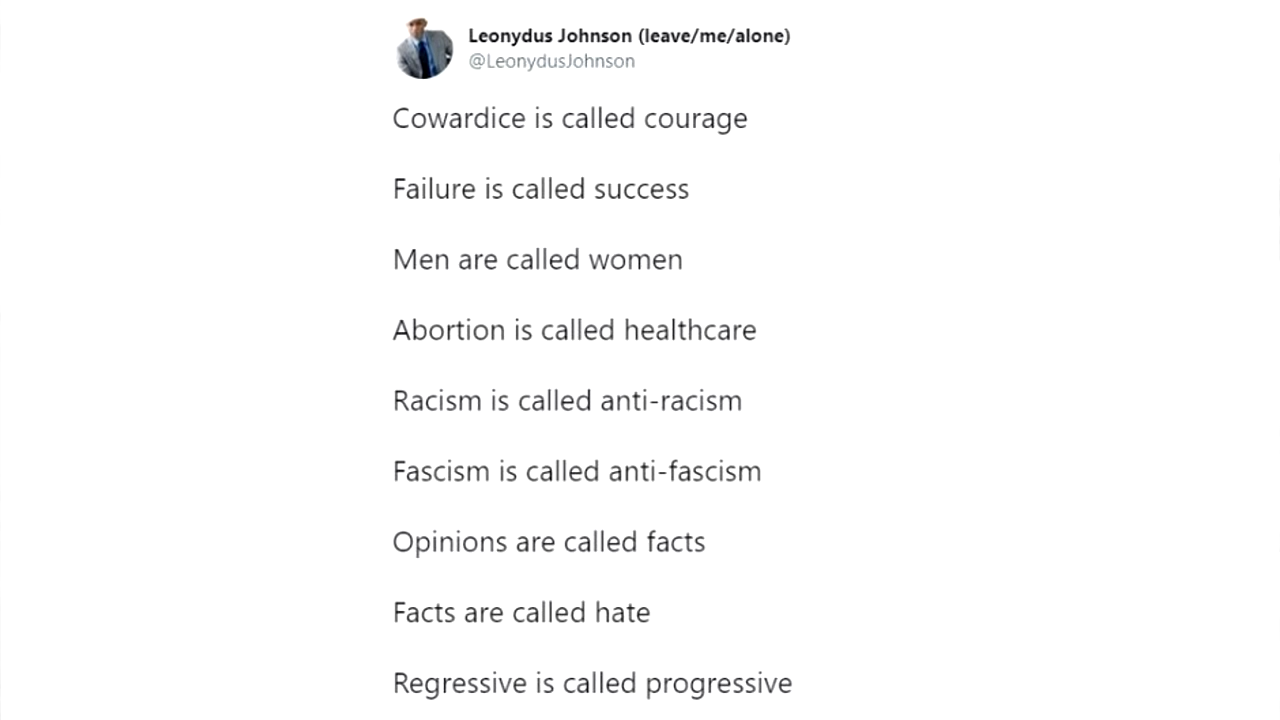 Leonydus Johnson (leave/me/alone)
@LeonydusJohnson
Cowardice is called courage
Failure is called success
Men are called women
Abortion is called healthcare
Racism is called anti-racism
Fascism is called anti-fascism
Opinions are called facts
Facts are called hate
Regressive is called progressive